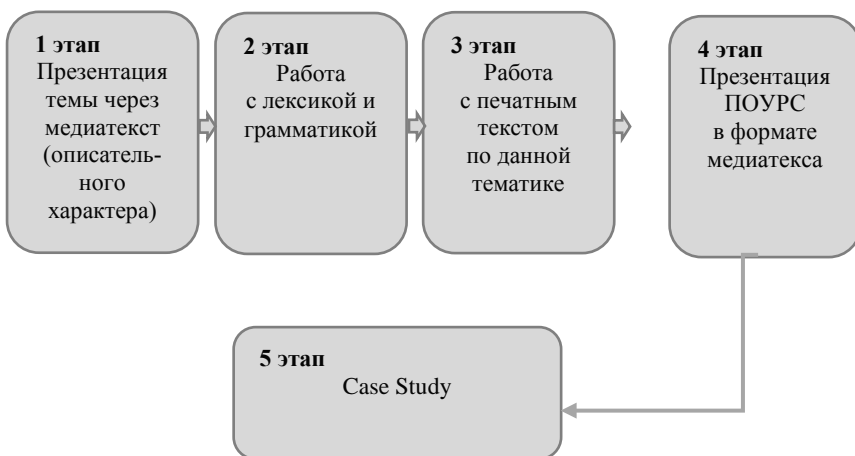 1 этап
Презентация
темы через
медиатекст
(описатель-
ного
характера)
2 этап
Работа
с лексикой и
грамматикой
3 этап
Работа
с печатным
текстом
по данной
тематике
4 этап
Презентация
ПОУРС
в формате
медиатекса
5 этап
Case Study